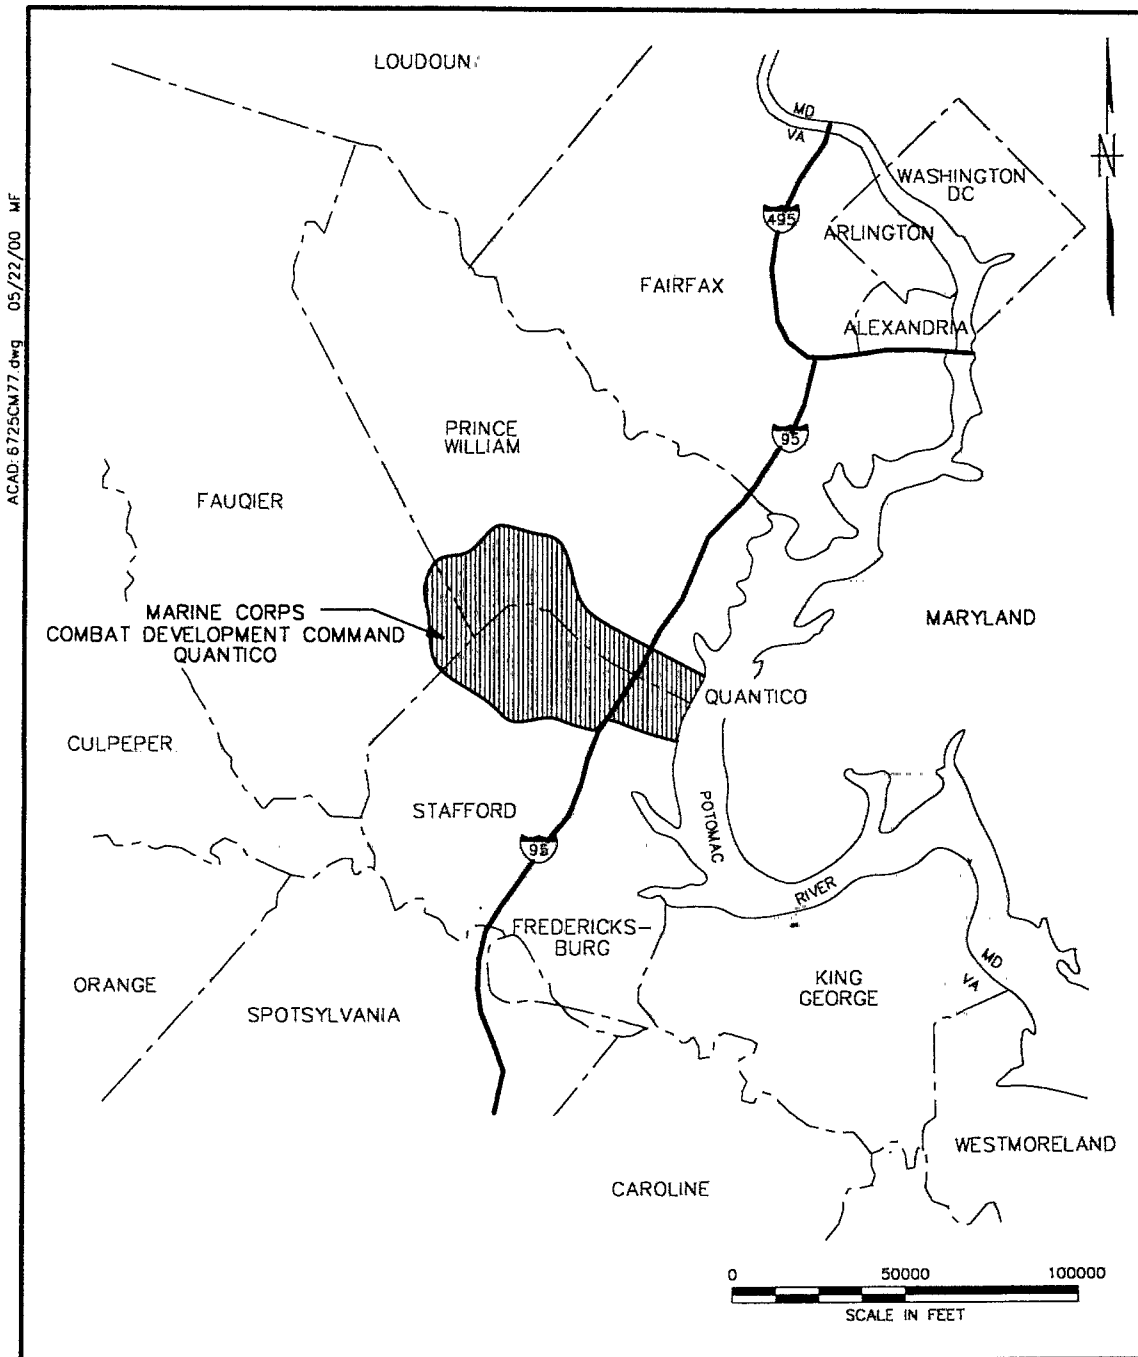 ACAD: 6725CM77.dwg 05/22/00 MF
LOUDOUN
MD
VA
N
WASHINGTON
DC
495
ARLINGTON
FAIRFAX
ALEXANDRIA
PRINCE
WILLIAM
95
FAUQIER
MARINE CORPS
COMBAT DEVELOPMENT COMMAND
QUANTICO
MARYLAND
QUANTICO
CULPEPER
STAFFORD
POTOMAC
95
RIVER
FREDERICKS-
BURG
MD
VA
KING
GEORGE
ORANGE
SPOTSYLVANIA
WESTMORELAND
CAROLINE
0 50000 100000
SCALE IN FEET